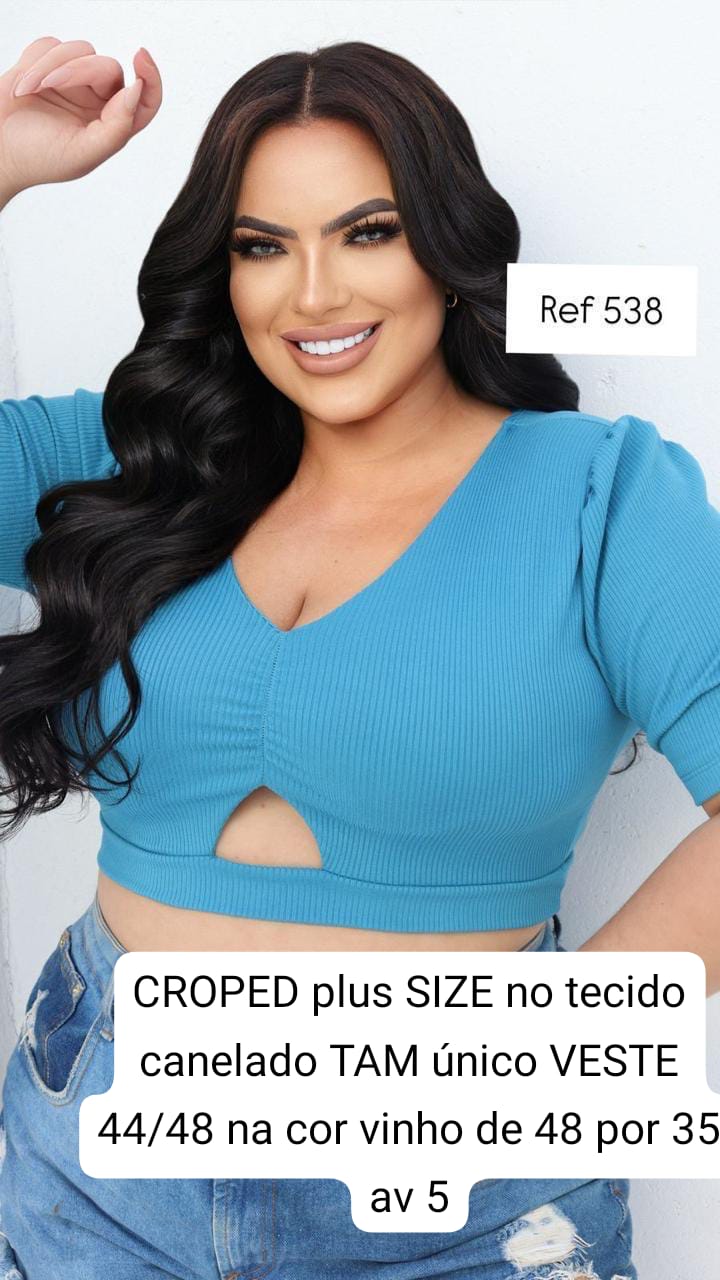 Ref 538
CROPED plus SIZE no tecido
canelado TAM único VESTE
44/48 na cor vinho de 48 por 35
av 5